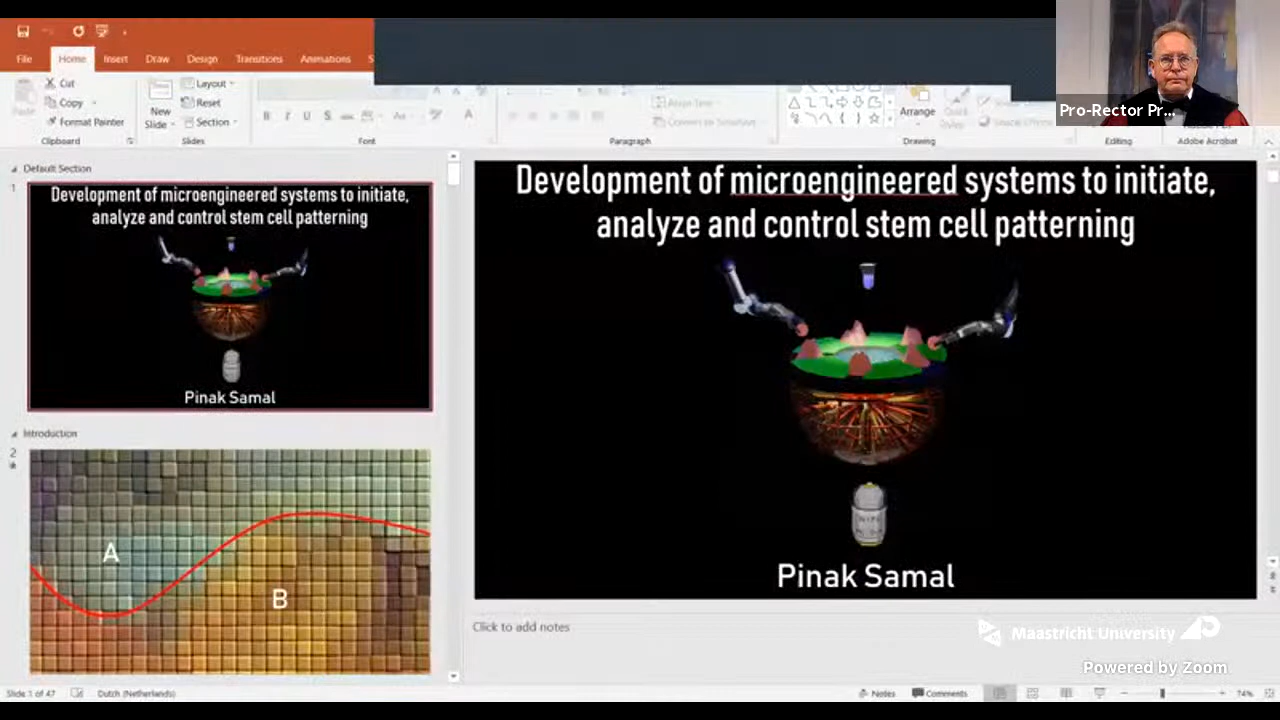 File
Home
Insert
Draw
Design
Transitions
Animations
S
Cut
Copy
Format Painter
Clipboard
New
Slide
Layout
Reset
Section
Slides
Font
Paragraph
Arrange
Drawing
Editing
Adobe Acrobat
Pro-Rector Pr...
Default Section
1
Development of microengineered systems to initiate,
analyze and control stem cell patterning
Pinak Samal
Introduction
2
A
B
Development of microengineered systems to initiate,
analyze and control stem cell patterning
Pinak Samal
Click to add notes
Maastricht University
Powered by Zoom
Slide 1 of 47
Dutch (Netherlands)
Notes
Comments
74%